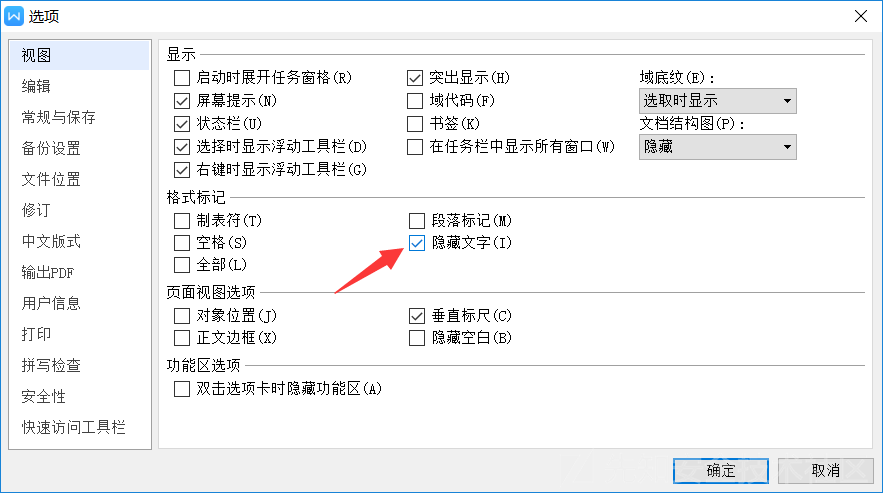 选项
视图
编辑
常规与保存
备份设置
文件位置
修订
中文版式
输出PDF
用户信息
打印
拼写检查
安全性
快速访问工具栏
显示
启动时展开任务窗格(R)
屏幕提示(N)
状态栏(U)
选择时显示浮动工具栏(D)
右键时显示浮动工具栏(G)
突出显示(H)
域代码(F)
书签(K)
在任务栏中显示所有窗口(W)
域底纹(E):
选取时显示
文档结构图(P):
隐藏
格式标记
制表符(T)
空格(S)
全部(L)
段落标记(M)
隐藏文字(I)
页面视图选项
对象位置(J)
正文边框(X)
垂直标尺(C)
隐藏空白(B)
功能区选项
双击选项卡时隐藏功能区(A)
确定
取消